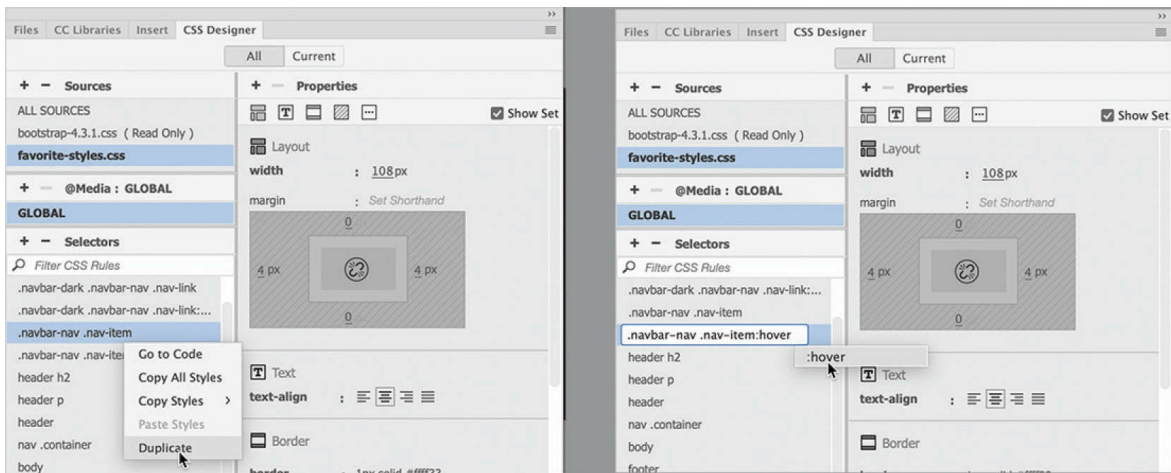 Files CC Libraries Insert CSS Designer
All Current
+ − Sources
ALL SOURCES
bootstrap-4.3.1.css ( Read Only )
favorite-styles.css
+ − @Media : GLOBAL
GLOBAL
+ − Selectors
Filter CSS Rules
.navbar-dark .navbar-nav .nav-link
.navbar-dark .navbar-nav .nav-link:...
.navbar-nav .nav-item
.navbar-nav .nav-ite
header h2
header p
header
nav .container
body
Go to Code
Copy All Styles
Copy Styles >
Paste Styles
Duplicate
+ − Properties
T
Show Set
Layout
width : 108px
margin : Set Shorthand
0
4 px 4 px
0
T Text
text-align :
Border
Files CC Libraries Insert CSS Designer
All Current
+ − Sources
ALL SOURCES
bootstrap-4.3.1.css ( Read Only )
favorite-styles.css
+ − @Media : GLOBAL
GLOBAL
+ − Selectors
Filter CSS Rules
.navbar-dark .navbar-nav .nav-link:...
.navbar-nav .nav-item
.navbar-nav .nav-item:hover
:hover
header h2
header p
header
nav .container
body
footer
+ − Properties
T
Show Set
Layout
width : 108px
margin : Set Shorthand
0
4 px 4 px
0
T Text
text-align :
Border